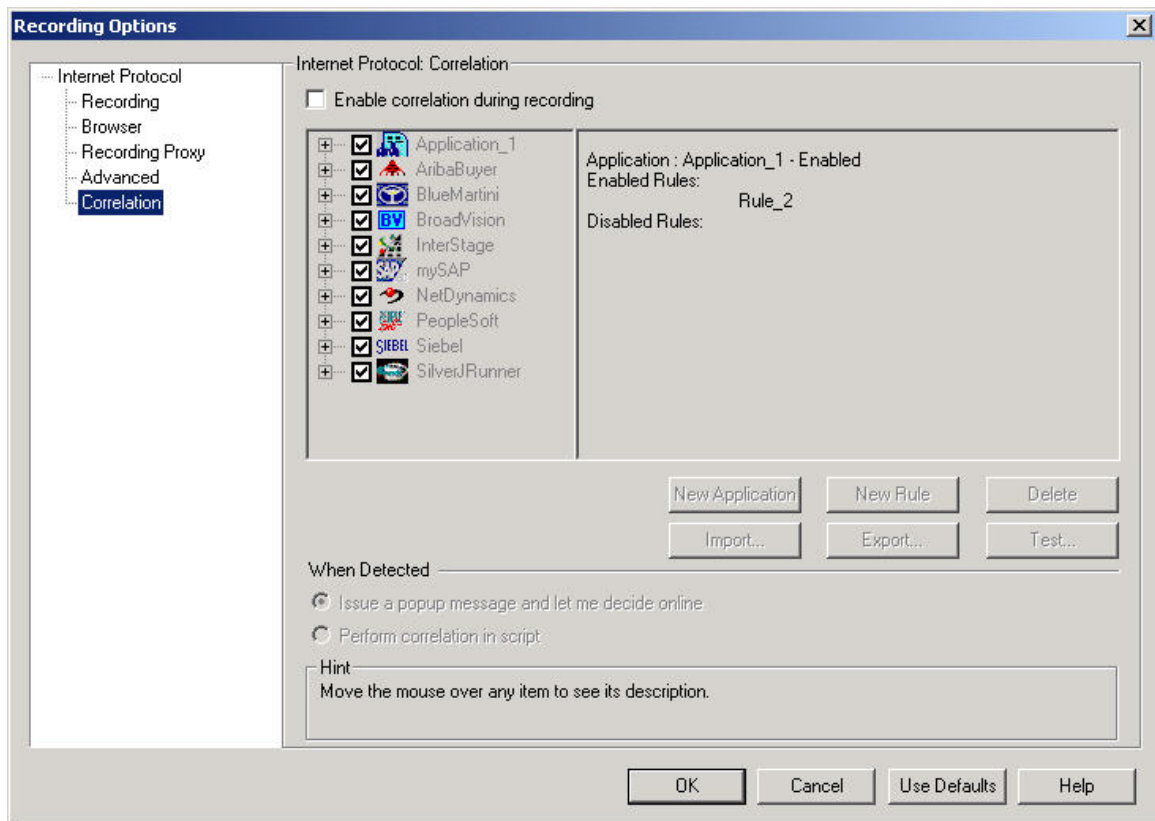 Recording Options
Internet Protocol
Recording
Browser
Recording Proxy
Advanced
Correlation
Internet Protocol: Correlation
Enable correlation during recording
Application_1
AribaBuyer
BlueMartini
BV BroadVision
InterStage
SAP mySAP
NetDynamics
PeopleSoft
SIEBEL Siebel
SilverJRunner
Application : Application_1 - Enabled
Enabled Rules:
Rule_2
Disabled Rules:
New Application
New Rule
Delete
Import...
Export...
Test...
When Detected
Issue a popup message and let me decide online
Perform correlation in script
Hint
Move the mouse over any item to see its description.
OK
Cancel
Use Defaults
Help